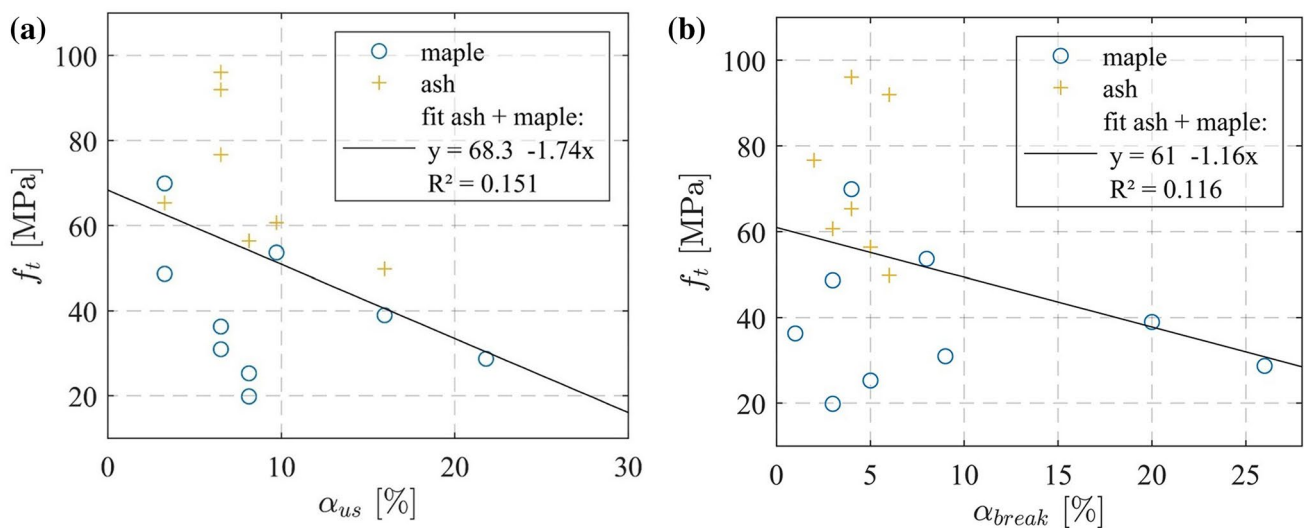 (a)
maple
ash
fit ash + maple:
y = 68.3 -1.74x
R² = 0.151
100
80
60
40
20
f_t [MPa]
0
10
20
30
α_us [%]
(b)
maple
ash
fit ash + maple:
y = 61 -1.16x
R² = 0.116
100
80
60
40
20
f_t [MPa]
0
5
10
15
20
25
α_break [%]